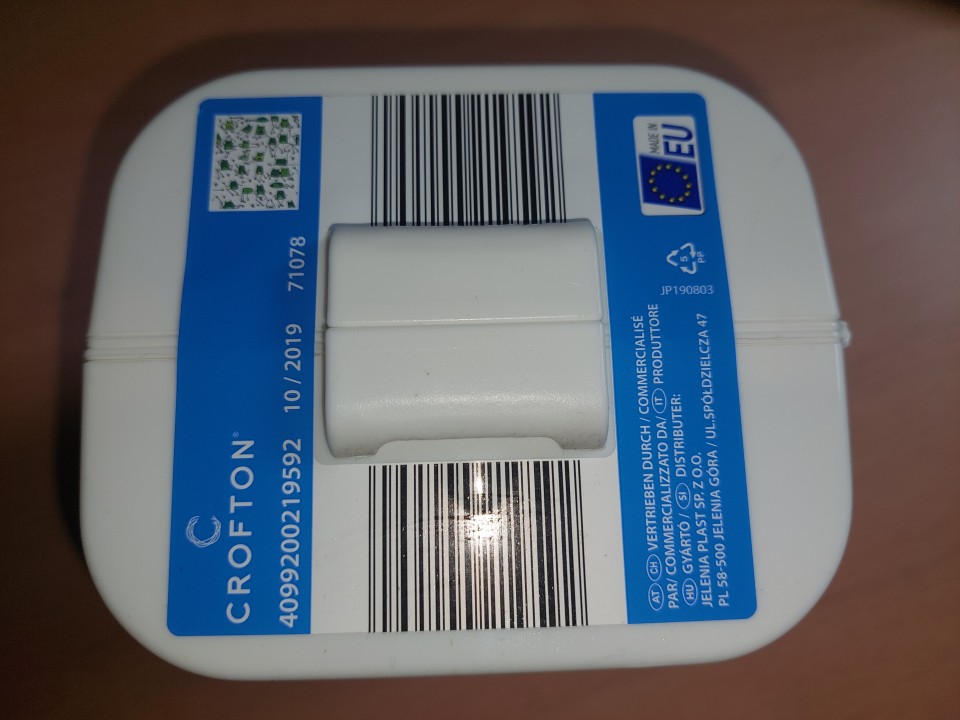 CROFTON®
4099200219592 10 / 2019 71078
MADE IN
EU
5
PP
JP190803
AT CH VERTRIEBEN DURCH / COMMERCIALISÉ
PAR/ COMMERCIALIZZATO DA/ IT PRODUTTORE
HU GYÁRTÓ / SI DISTRIBUTER:
JELENIA PLAST SP. Z O.O.
PL 58-500 JELENIA GÓRA / UL.SPÓŁDZIELCZA 47